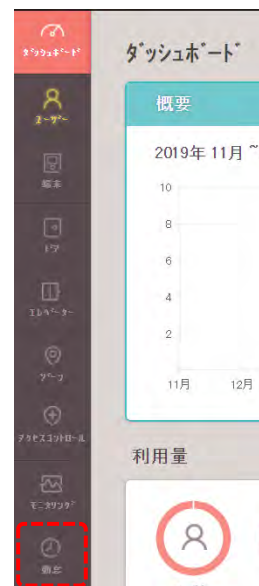 ダッシュボード
ユーザー
端末
ドア
エレベーター
ゾーン
アクセスコントロール
モニタリング
勤怠
ダッシュボード
概要
2019年 11月 ~
10
8
6
4
2
11月 12月
利用量